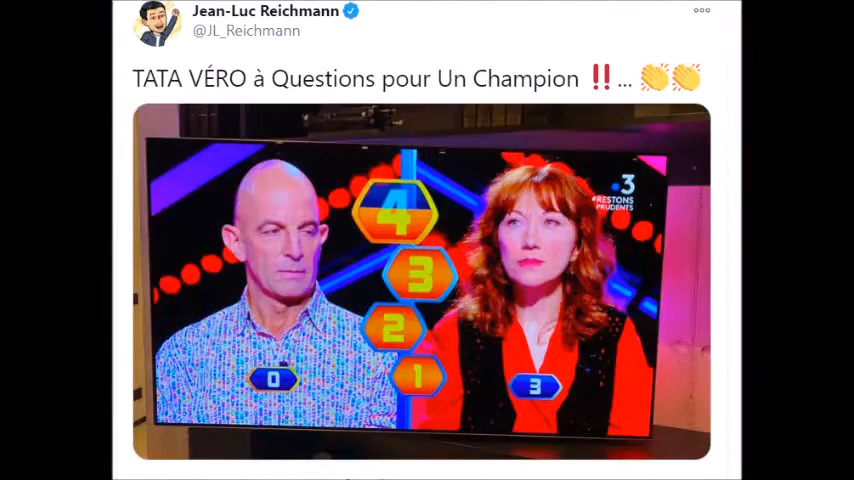 Jean-Luc Reichmann
@JL_Reichmann
TATA VÉRO à Questions pour Un Champion ‼️... 👏👏
.3
#RESTONS
PRUDENTS
4
3
2
1
0
3